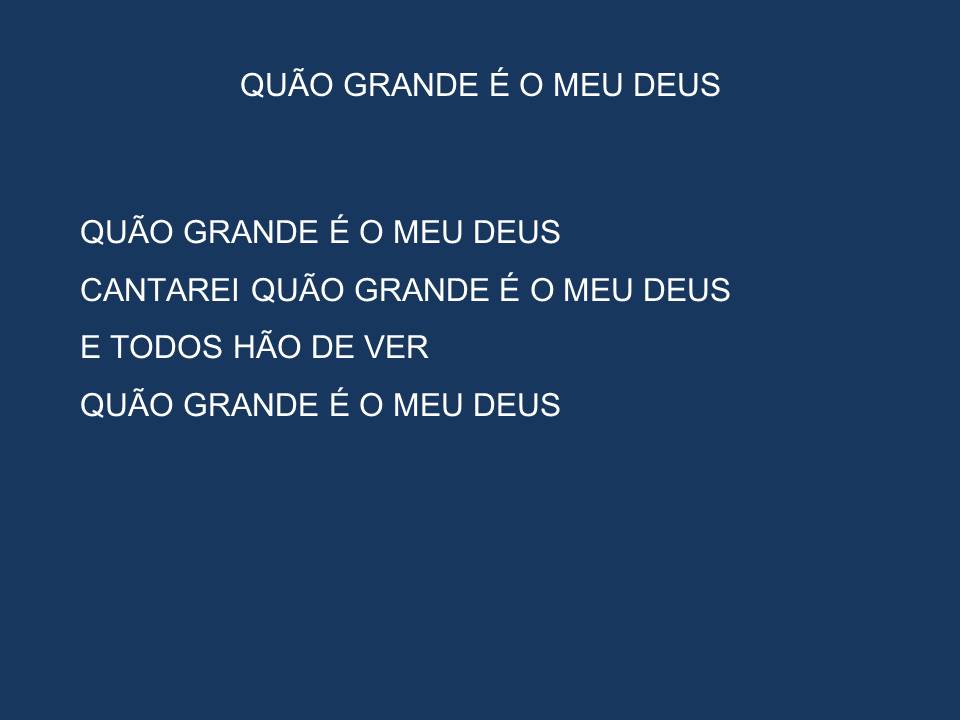 QUÃO GRANDE É O MEU DEUS
QUÃO GRANDE É O MEU DEUS
CANTAREI QUÃO GRANDE É O MEU DEUS
E TODOS HÃO DE VER
QUÃO GRANDE É O MEU DEUS